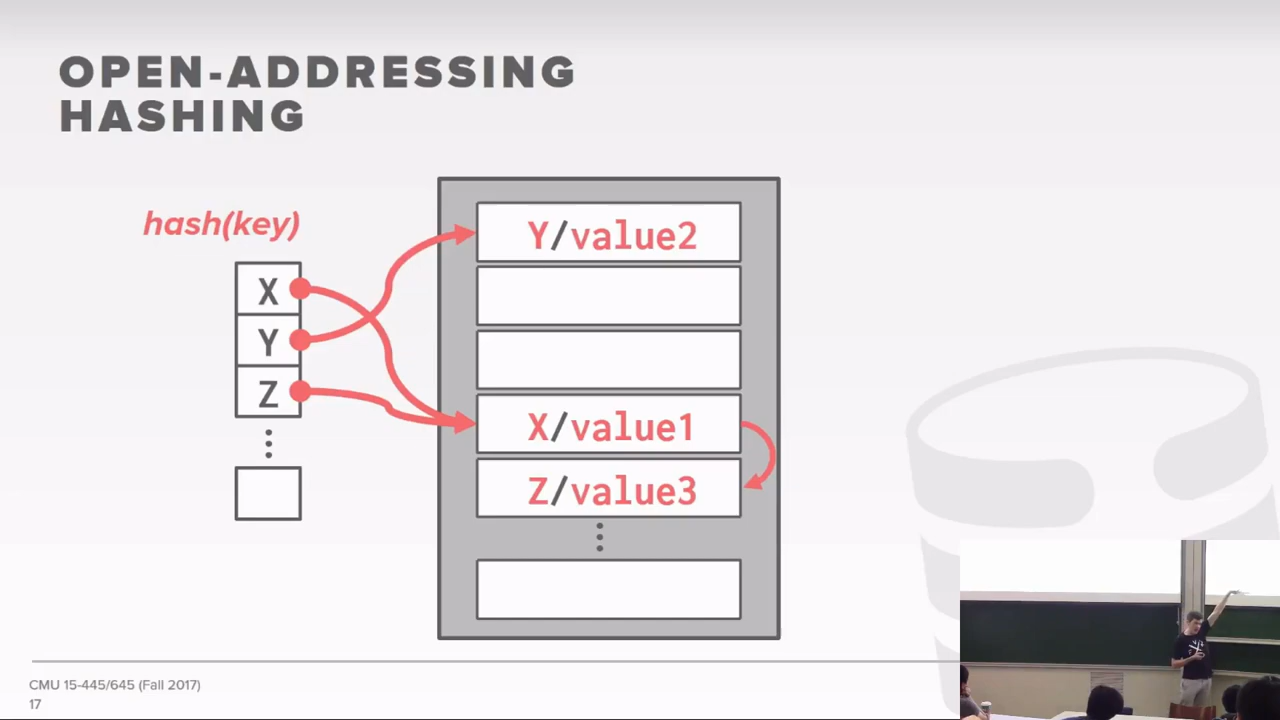 OPEN-ADDRESSING
HASHING
hash(key)
X
Y
Z
Y/value2
X/value1
Z/value3
CMU 15-445/645 (Fall 2017)
17